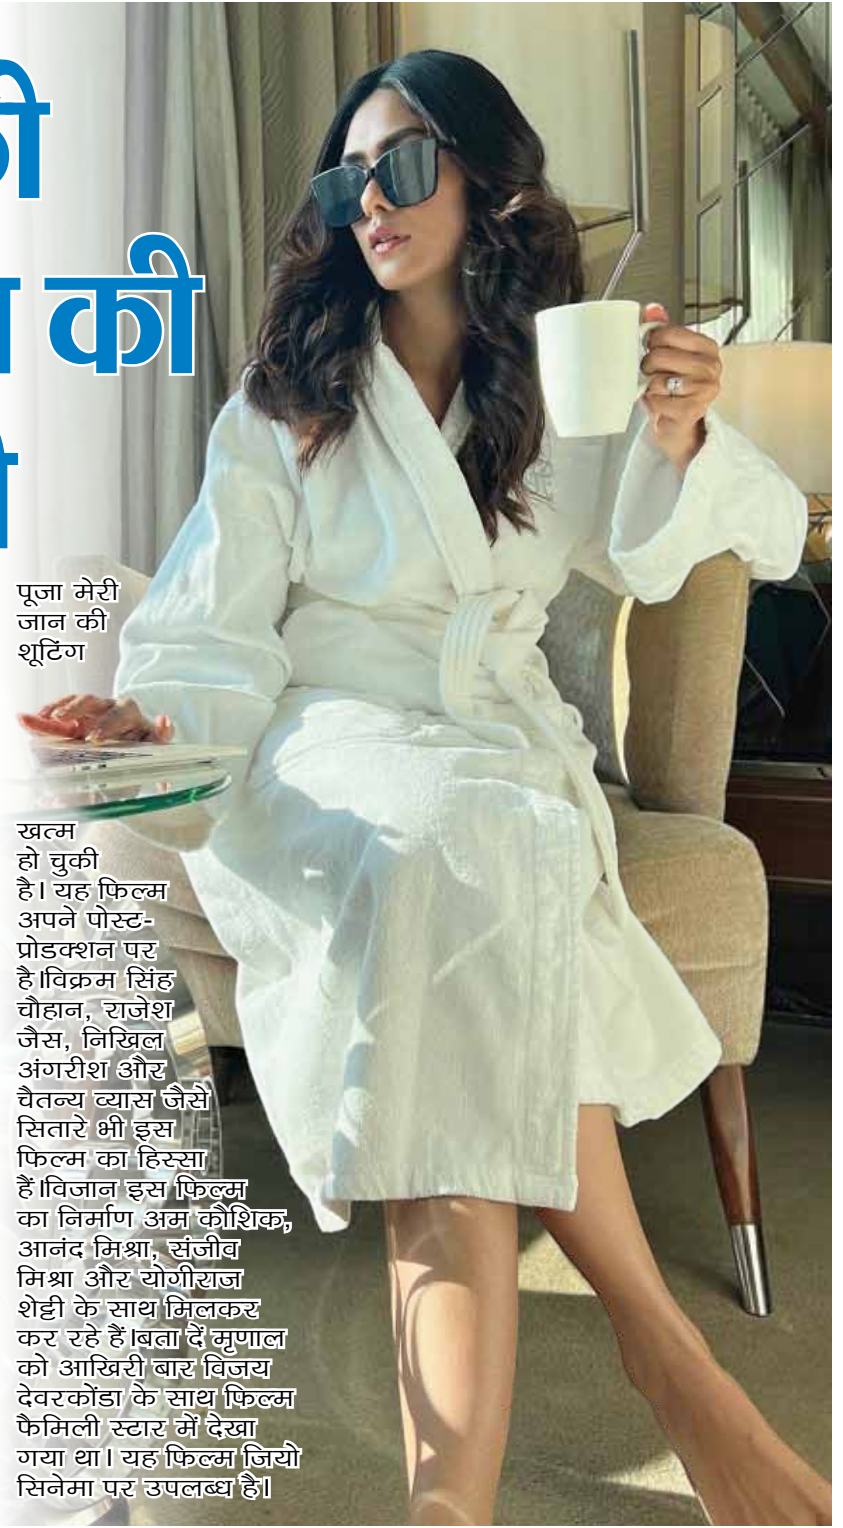 की
की
पूजा मेरी
जान की
शूटिंग
खत्म
हो चुकी
है। यह फिल्म
अपने पोस्ट-
प्रोडक्शन पर
है।विक्रम सिंह
चौहान, राजेश
जैस, निखिल
अंगरीश और
चैतन्य व्यास जैसे
सितारे भी इस
फिल्म का हिस्सा
हैं।विजान इस फिल्म
का निर्माण अम कौशिक,
आनंद मिश्रा, संजीव
मिश्रा और योगीराज
शेट्टी के साथ मिलकर
कर रहे हैं।बता दें मृणाल
को आखिरी बार विजय
देवरकोंडा के साथ फिल्म
फैमिली स्टार में देखा
गया था। यह फिल्म जियो
सिनेमा पर उपलब्ध है।